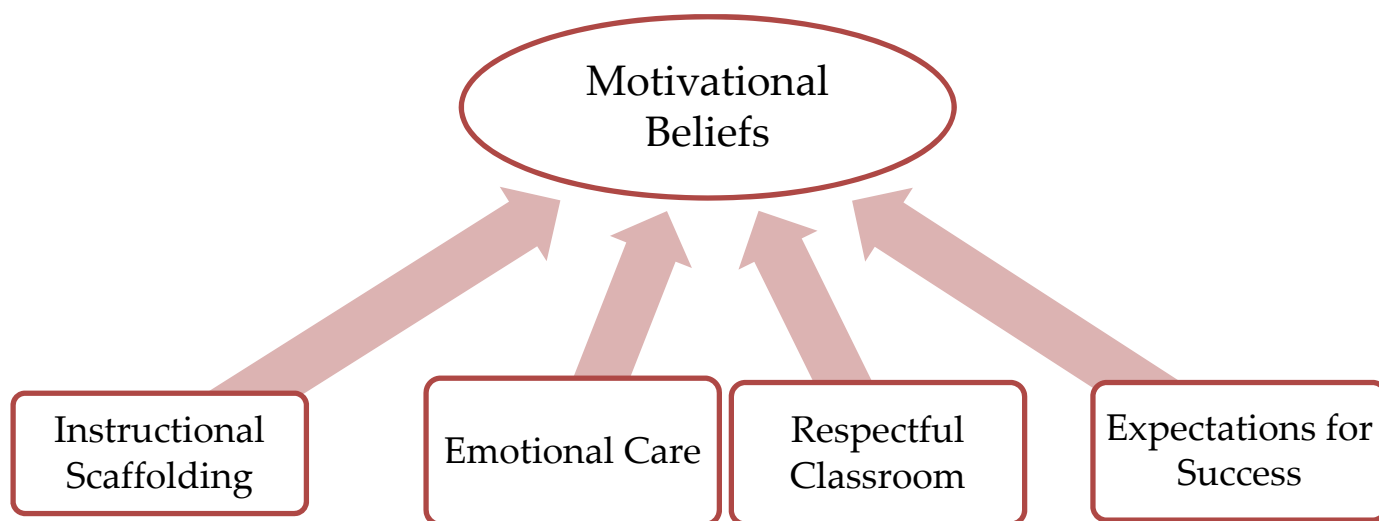 Motivational
Beliefs
Instructional
Scaffolding
Emotional Care
Respectful
Classroom
Expectations for
Success